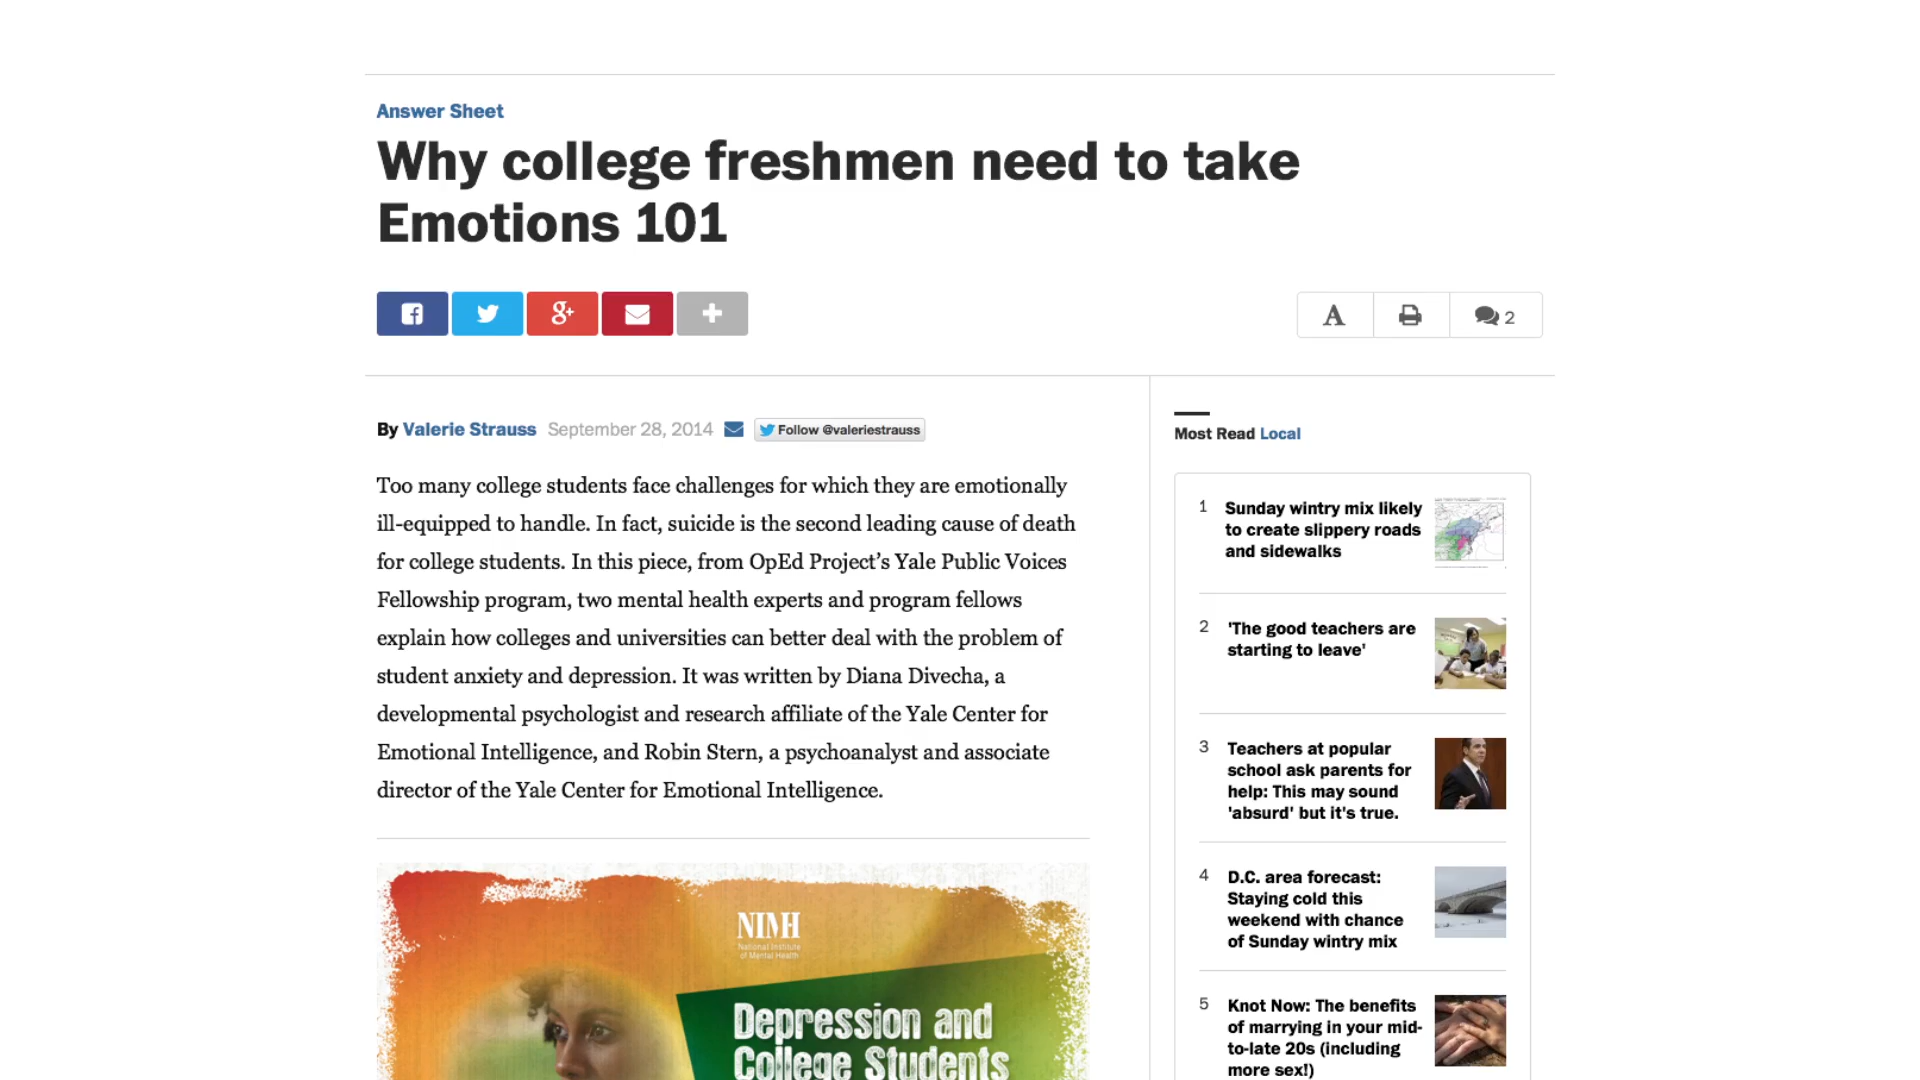 Answer Sheet
Why college freshmen need to take
Emotions 101
A
2
By Valerie Strauss September 28, 2014 Follow @valeriestrauss
Too many college students face challenges for which they are emotionally
ill-equipped to handle. In fact, suicide is the second leading cause of death
for college students. In this piece, from OpEd Project’s Yale Public Voices
Fellowship program, two mental health experts and program fellows
explain how colleges and universities can better deal with the problem of
student anxiety and depression. It was written by Diana Divecha, a
developmental psychologist and research affiliate of the Yale Center for
Emotional Intelligence, and Robin Stern, a psychoanalyst and associate
director of the Yale Center for Emotional Intelligence.
NIMH
National Institute
of Mental Health
Depression and
College Students
Most Read Local
1 Sunday wintry mix likely
to create slippery roads
and sidewalks
2 'The good teachers are
starting to leave'
3 Teachers at popular
school ask parents for
help: This may sound
'absurd' but it's true.
4 D.C. area forecast:
Staying cold this
weekend with chance
of Sunday wintry mix
5 Knot Now: The benefits
of marrying in your mid-
to-late 20s (including
more sex!)